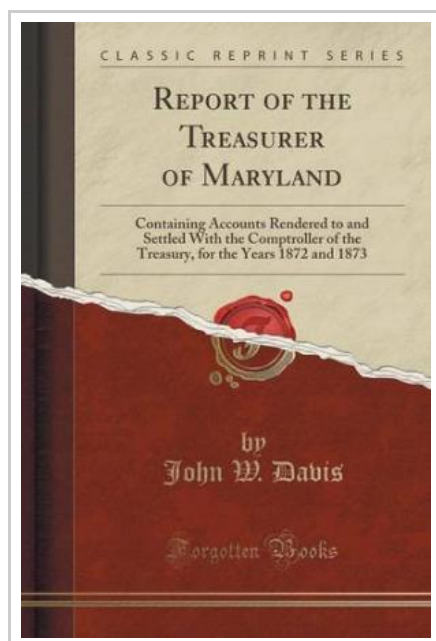 CLASSIC REPRINT SERIES
REPORT OF THE
TREASURER
OF MARYLAND
Containing Accounts Rendered to and
Settled With the Comptroller of the
Treasury, for the Years 1872 and 1873
F
by
John W. Davis
Forgotten Books